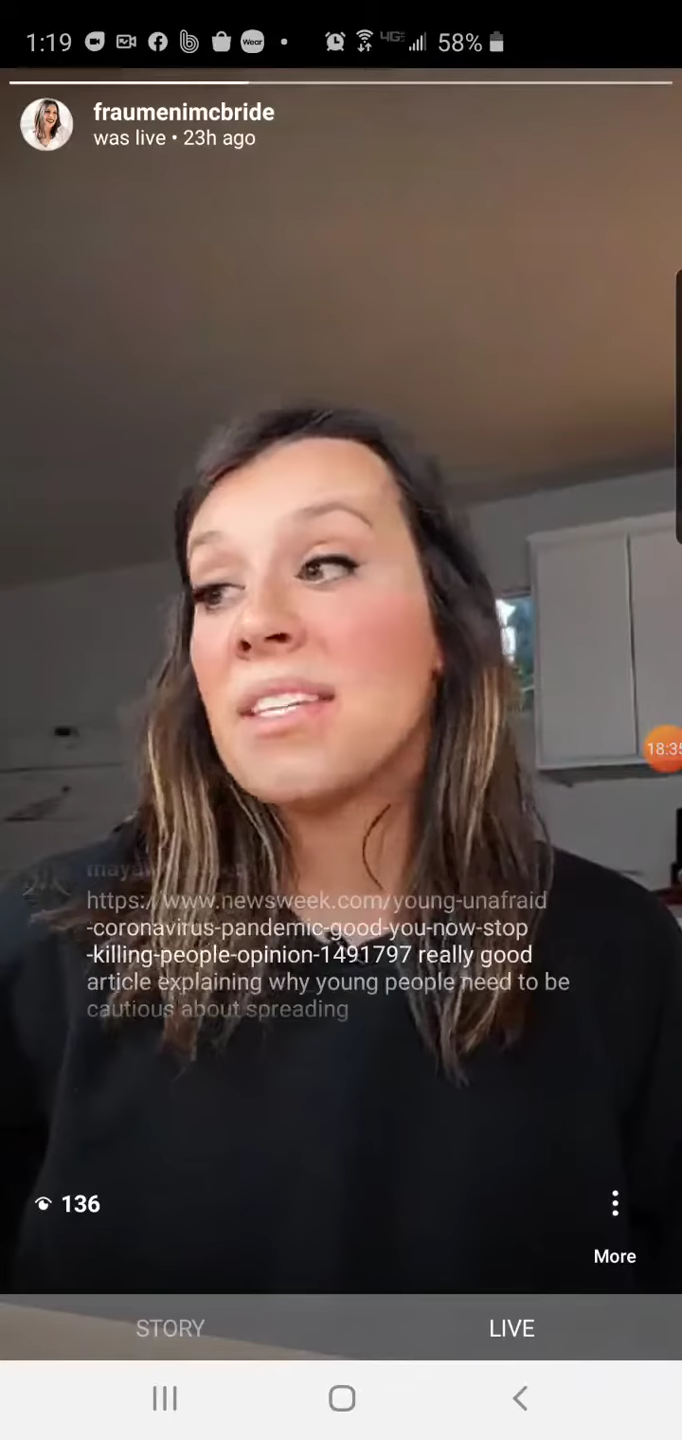 1:19
Wear
4GE
58%
fraumenimcbride
was live • 23h ago
18:35
https://www.newsweek.com/young-unafraid
-coronavirus-pandemic-good-you-now-stop
-killing-people-opinion-1491797 really good
article explaining why young people need to be
cautious about spreading
136
More
STORY
LIVE